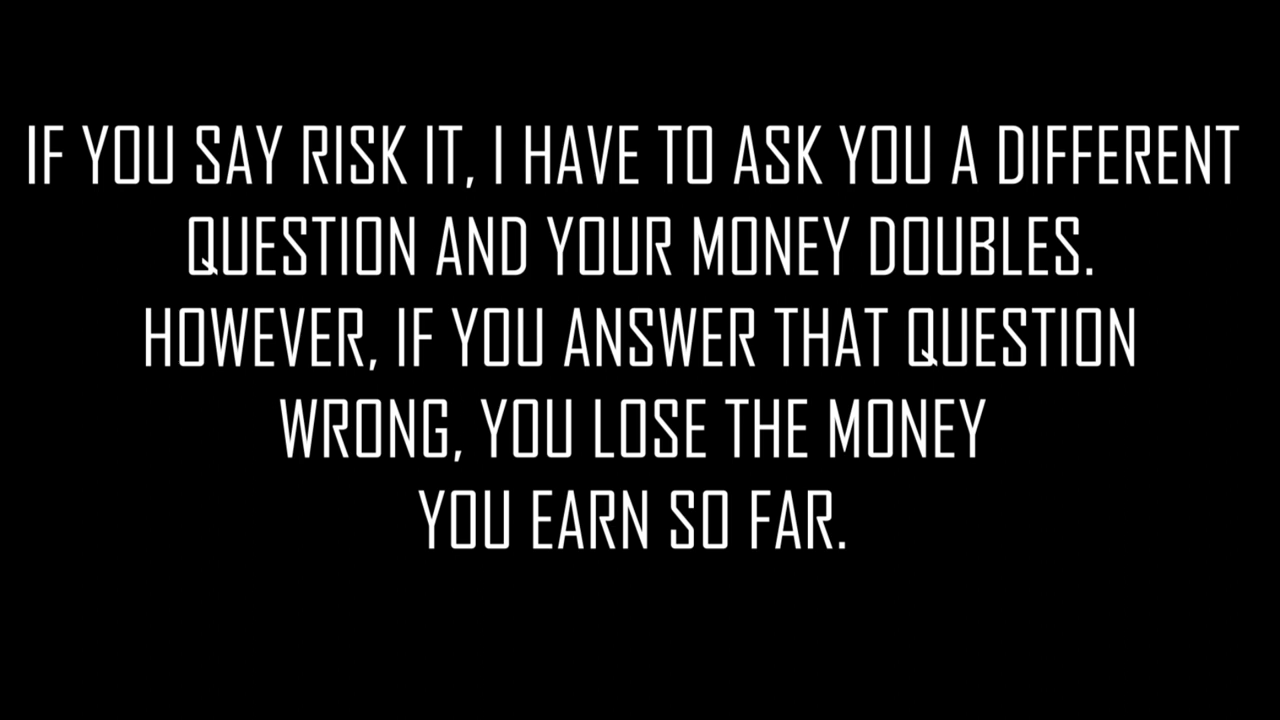 IF YOU SAY RISK IT, I HAVE TO ASK YOU A DIFFERENT
QUESTION AND YOUR MONEY DOUBLES.
HOWEVER, IF YOU ANSWER THAT QUESTION
WRONG, YOU LOSE THE MONEY
YOU EARN SO FAR.